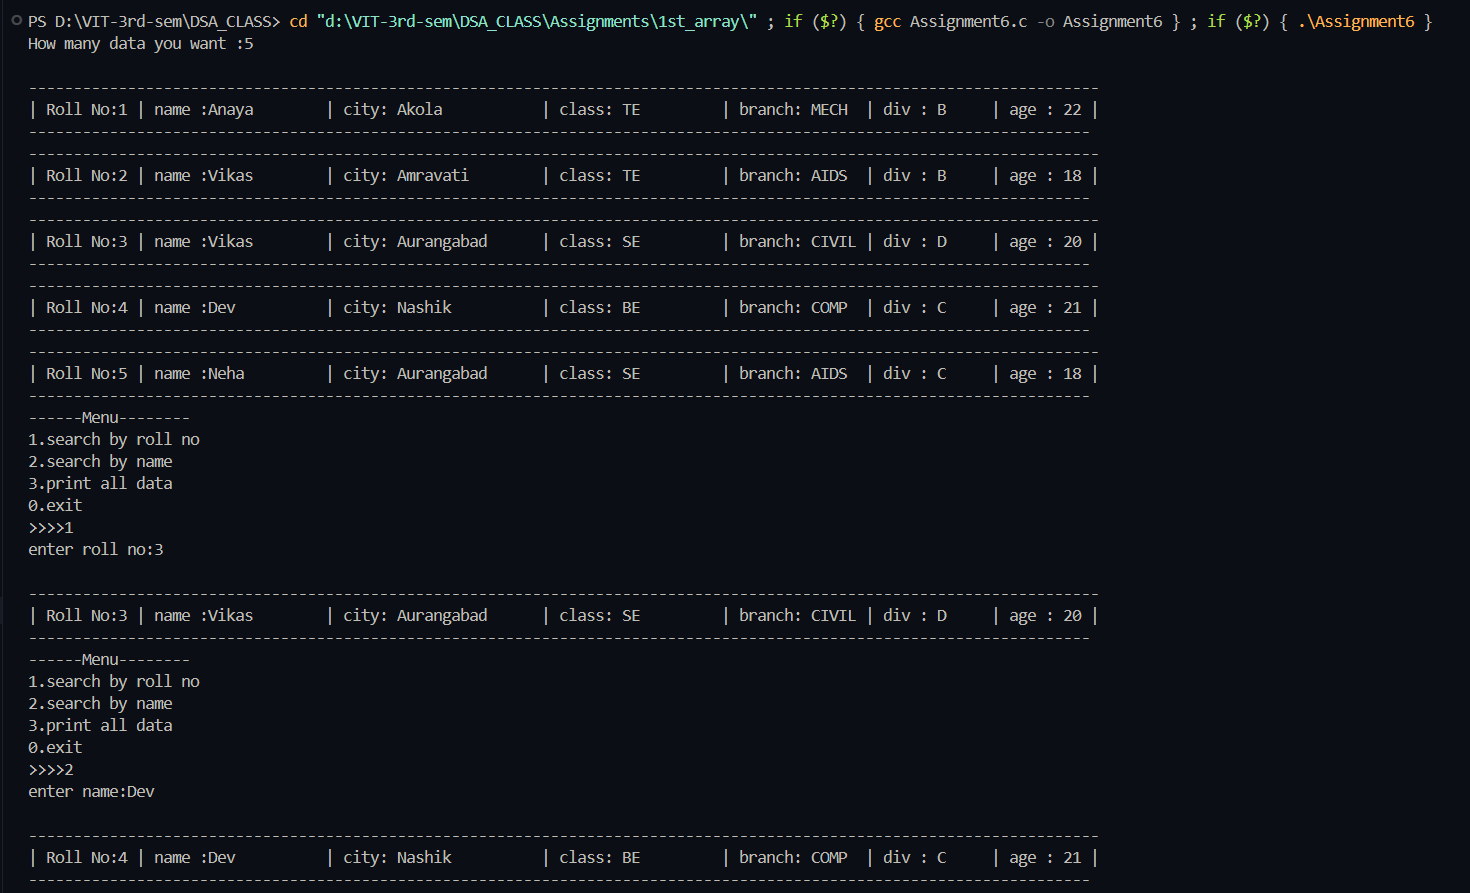 PS D:\VIT-3rd-sem\DSA_CLASS> cd "d:\VIT-3rd-sem\DSA_CLASS\Assignments\1st_array\" ; if ($?) { gcc Assignment6.c -o Assignment6 } ; if ($?) { .\Assignment6 }
How many data you want :5
-----------------------------------------------------------------------------------------------------------------------
| Roll No:1 | name :Anaya        | city: Akola           | class: TE         | branch: MECH  | div : B     | age : 22 |
----------------------------------------------------------------------------------------------------------------------
-----------------------------------------------------------------------------------------------------------------------
| Roll No:2 | name :Vikas        | city: Amravati        | class: TE         | branch: AIDS  | div : B     | age : 18 |
----------------------------------------------------------------------------------------------------------------------
-----------------------------------------------------------------------------------------------------------------------
| Roll No:3 | name :Vikas        | city: Aurangabad      | class: SE         | branch: CIVIL | div : D     | age : 20 |
----------------------------------------------------------------------------------------------------------------------
-----------------------------------------------------------------------------------------------------------------------
| Roll No:4 | name :Dev          | city: Nashik          | class: BE         | branch: COMP  | div : C     | age : 21 |
----------------------------------------------------------------------------------------------------------------------
-----------------------------------------------------------------------------------------------------------------------
| Roll No:5 | name :Neha         | city: Aurangabad      | class: SE         | branch: AIDS  | div : C     | age : 18 |
----------------------------------------------------------------------------------------------------------------------
------Menu--------
1.search by roll no
2.search by name
3.print all data
0.exit
>>>>1
enter roll no:3
-----------------------------------------------------------------------------------------------------------------------
| Roll No:3 | name :Vikas        | city: Aurangabad      | class: SE         | branch: CIVIL | div : D     | age : 20 |
----------------------------------------------------------------------------------------------------------------------
------Menu--------
1.search by roll no
2.search by name
3.print all data
0.exit
>>>>2
enter name:Dev
-----------------------------------------------------------------------------------------------------------------------
| Roll No:4 | name :Dev          | city: Nashik          | class: BE         | branch: COMP  | div : C     | age : 21 |
----------------------------------------------------------------------------------------------------------------------